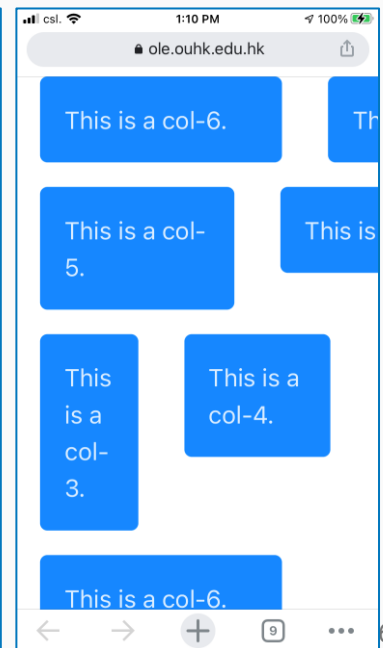 csl. 1:10 PM 100%
ole.ouhk.edu.hk
This is a col-6. Th
This is a col-
5.
This is
This
is a
col-
3.
This is a
col-4.
This is a col-6.
9